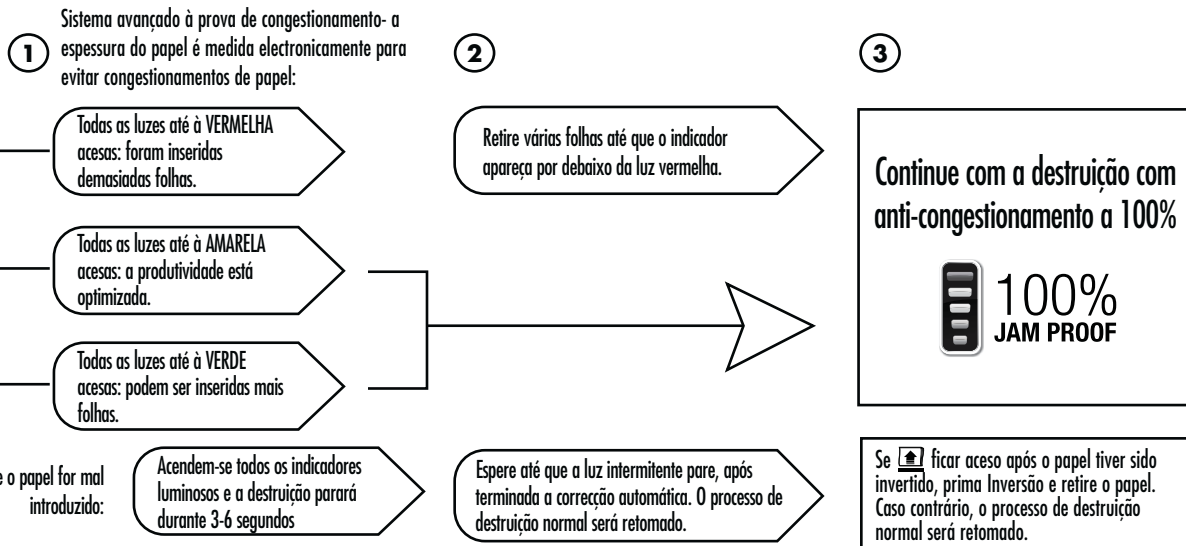 1
Sistema avançado à prova de congestionamento- a
espessura do papel é medida electronicamente para
evitar congestionamentos de papel:
2
3
Todas as luzes até à VERMELHA
acesas: foram inseridas
demasiadas folhas.
Retire várias folhas até que o indicador
apareça por debaixo da luz vermelha.
Todas as luzes até à AMARELA
acesas: a produtividade está
optimizada.
Todas as luzes até à VERDE
acesas: podem ser inseridas mais
folhas.
Continue com a destruição com
anti-congestionamento a 100%
100%
JAM PROOF
e o papel for mal
introduzido:
Acendem-se todos os indicadores
luminosos e a destruição parará
durante 3-6 segundos
Espere até que a luz intermitente pare, após
terminada a correcção automática. O processo de
destruição normal será retomado.
Se ficar aceso após o papel tiver sido
invertido, prima Inversão e retire o papel.
Caso contrário, o processo de destruição
normal será retomado.